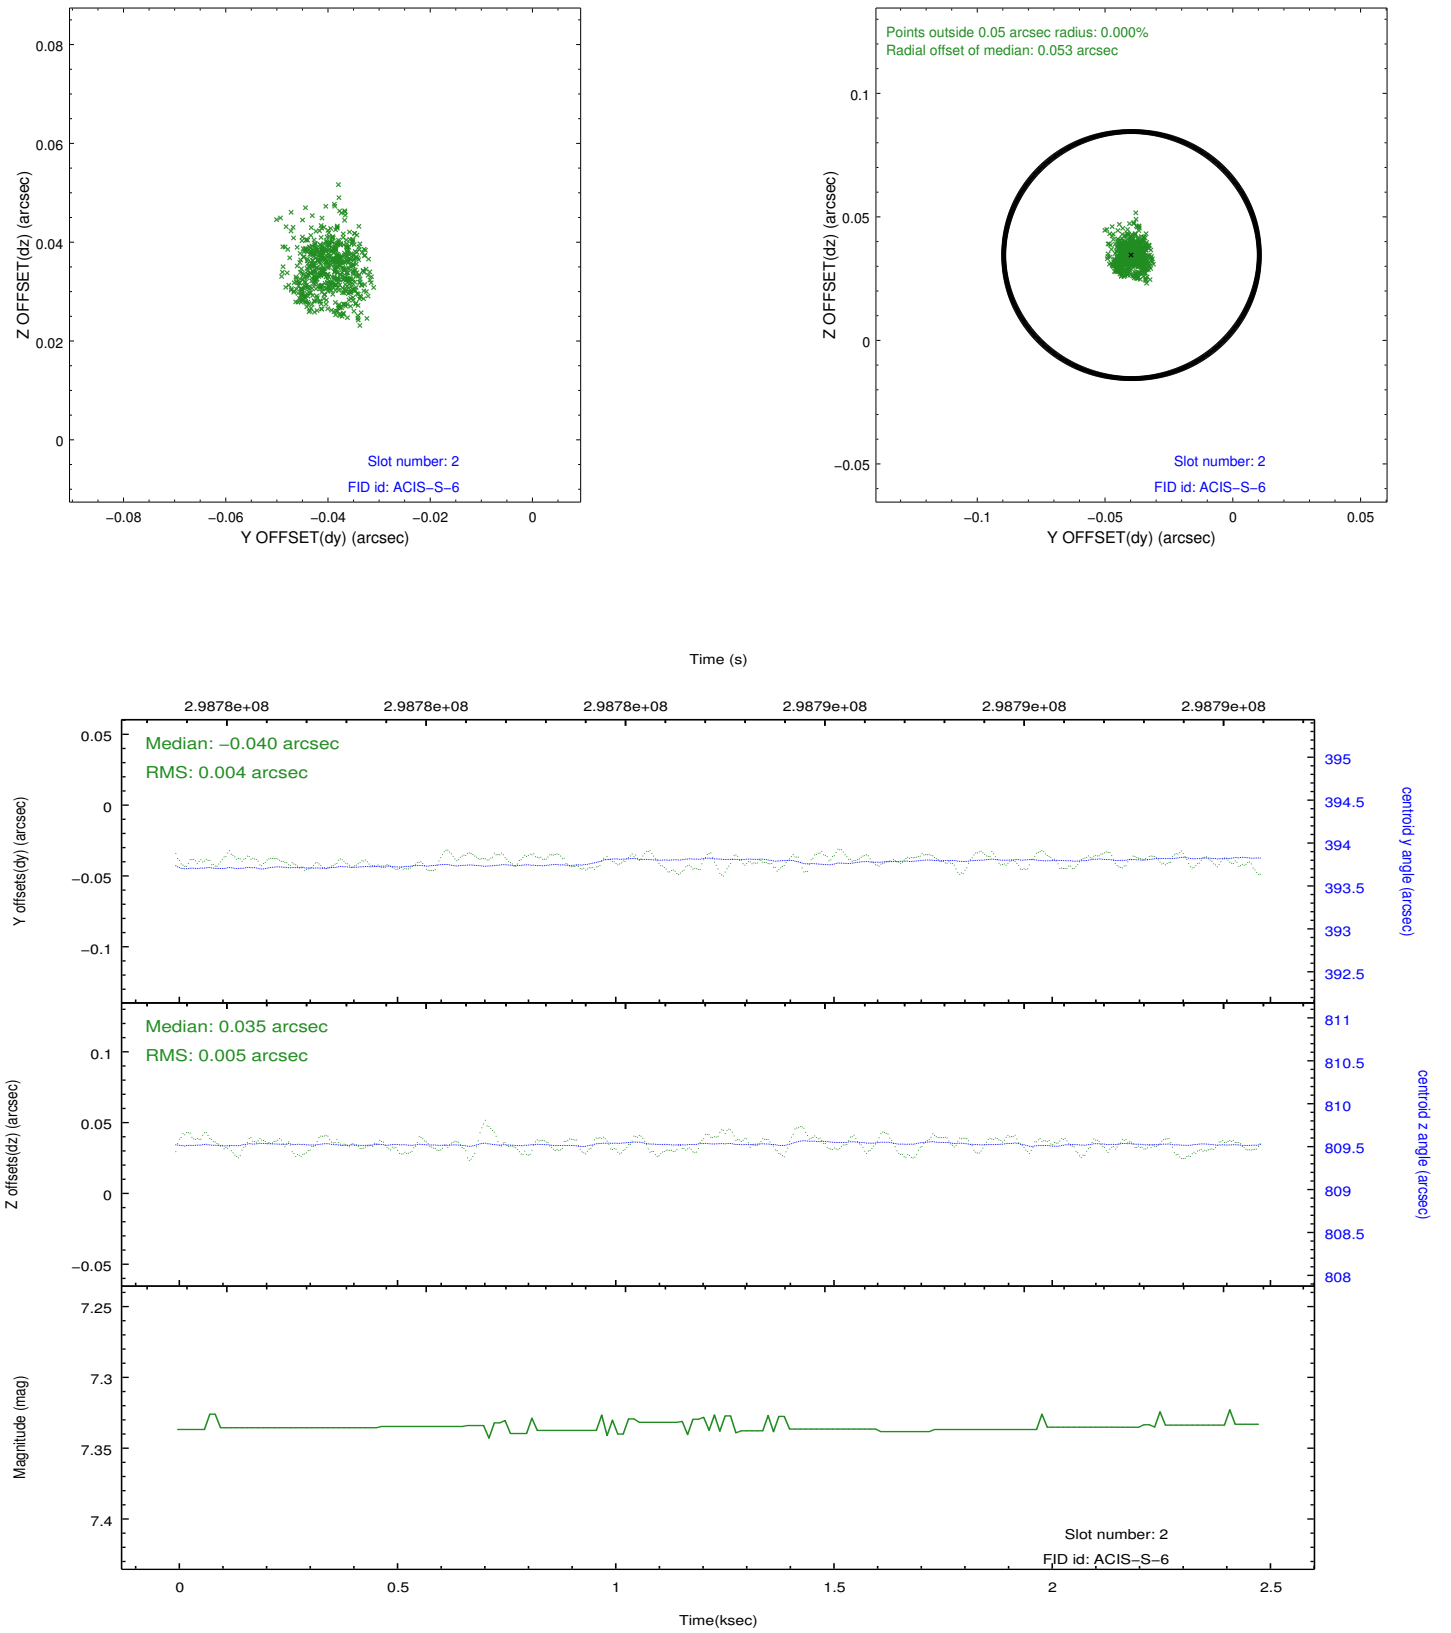 0.08
0.06
0.04
0.02
0
Z OFFSET(dz) (arcsec)
Slot number: 2
FID id: ACIS−S−6
−0.08 −0.06 −0.04 −0.02 0
Y OFFSET(dy) (arcsec)
Points outside 0.05 arcsec radius: 0.000%
Radial offset of median: 0.053 arcsec
0.1
0.05
0
−0.05
Z OFFSET(dz) (arcsec)
Slot number: 2
FID id: ACIS−S−6
−0.1 −0.05 0 0.05
Y OFFSET(dy) (arcsec)
Time (s)
2.9878e+08 2.9878e+08 2.9878e+08 2.9879e+08 2.9879e+08 2.9879e+08
Median: −0.040 arcsec
RMS: 0.004 arcsec
0.05
0
−0.05
−0.1
Y offsets(dy) (arcsec)
395
394.5
394
393.5
393
392.5
centroid y angle (arcsec)
Median: 0.035 arcsec
RMS: 0.005 arcsec
0.1
0.05
0
−0.05
Z offsets(dz) (arcsec)
811
810.5
810
809.5
809
808.5
808
centroid z angle (arcsec)
7.25
7.3
7.35
7.4
Magnitude (mag)
Slot number: 2
FID id: ACIS−S−6
0 0.5 1 1.5 2 2.5
Time(ksec)